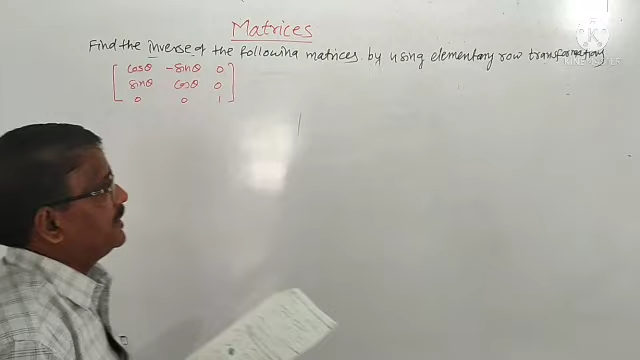 Matrices
Find the inverse of the following matrices by using elementary row transformations
cosθ -sinθ 0
sinθ cosθ 0
0 0 1
K
KINEMASTER